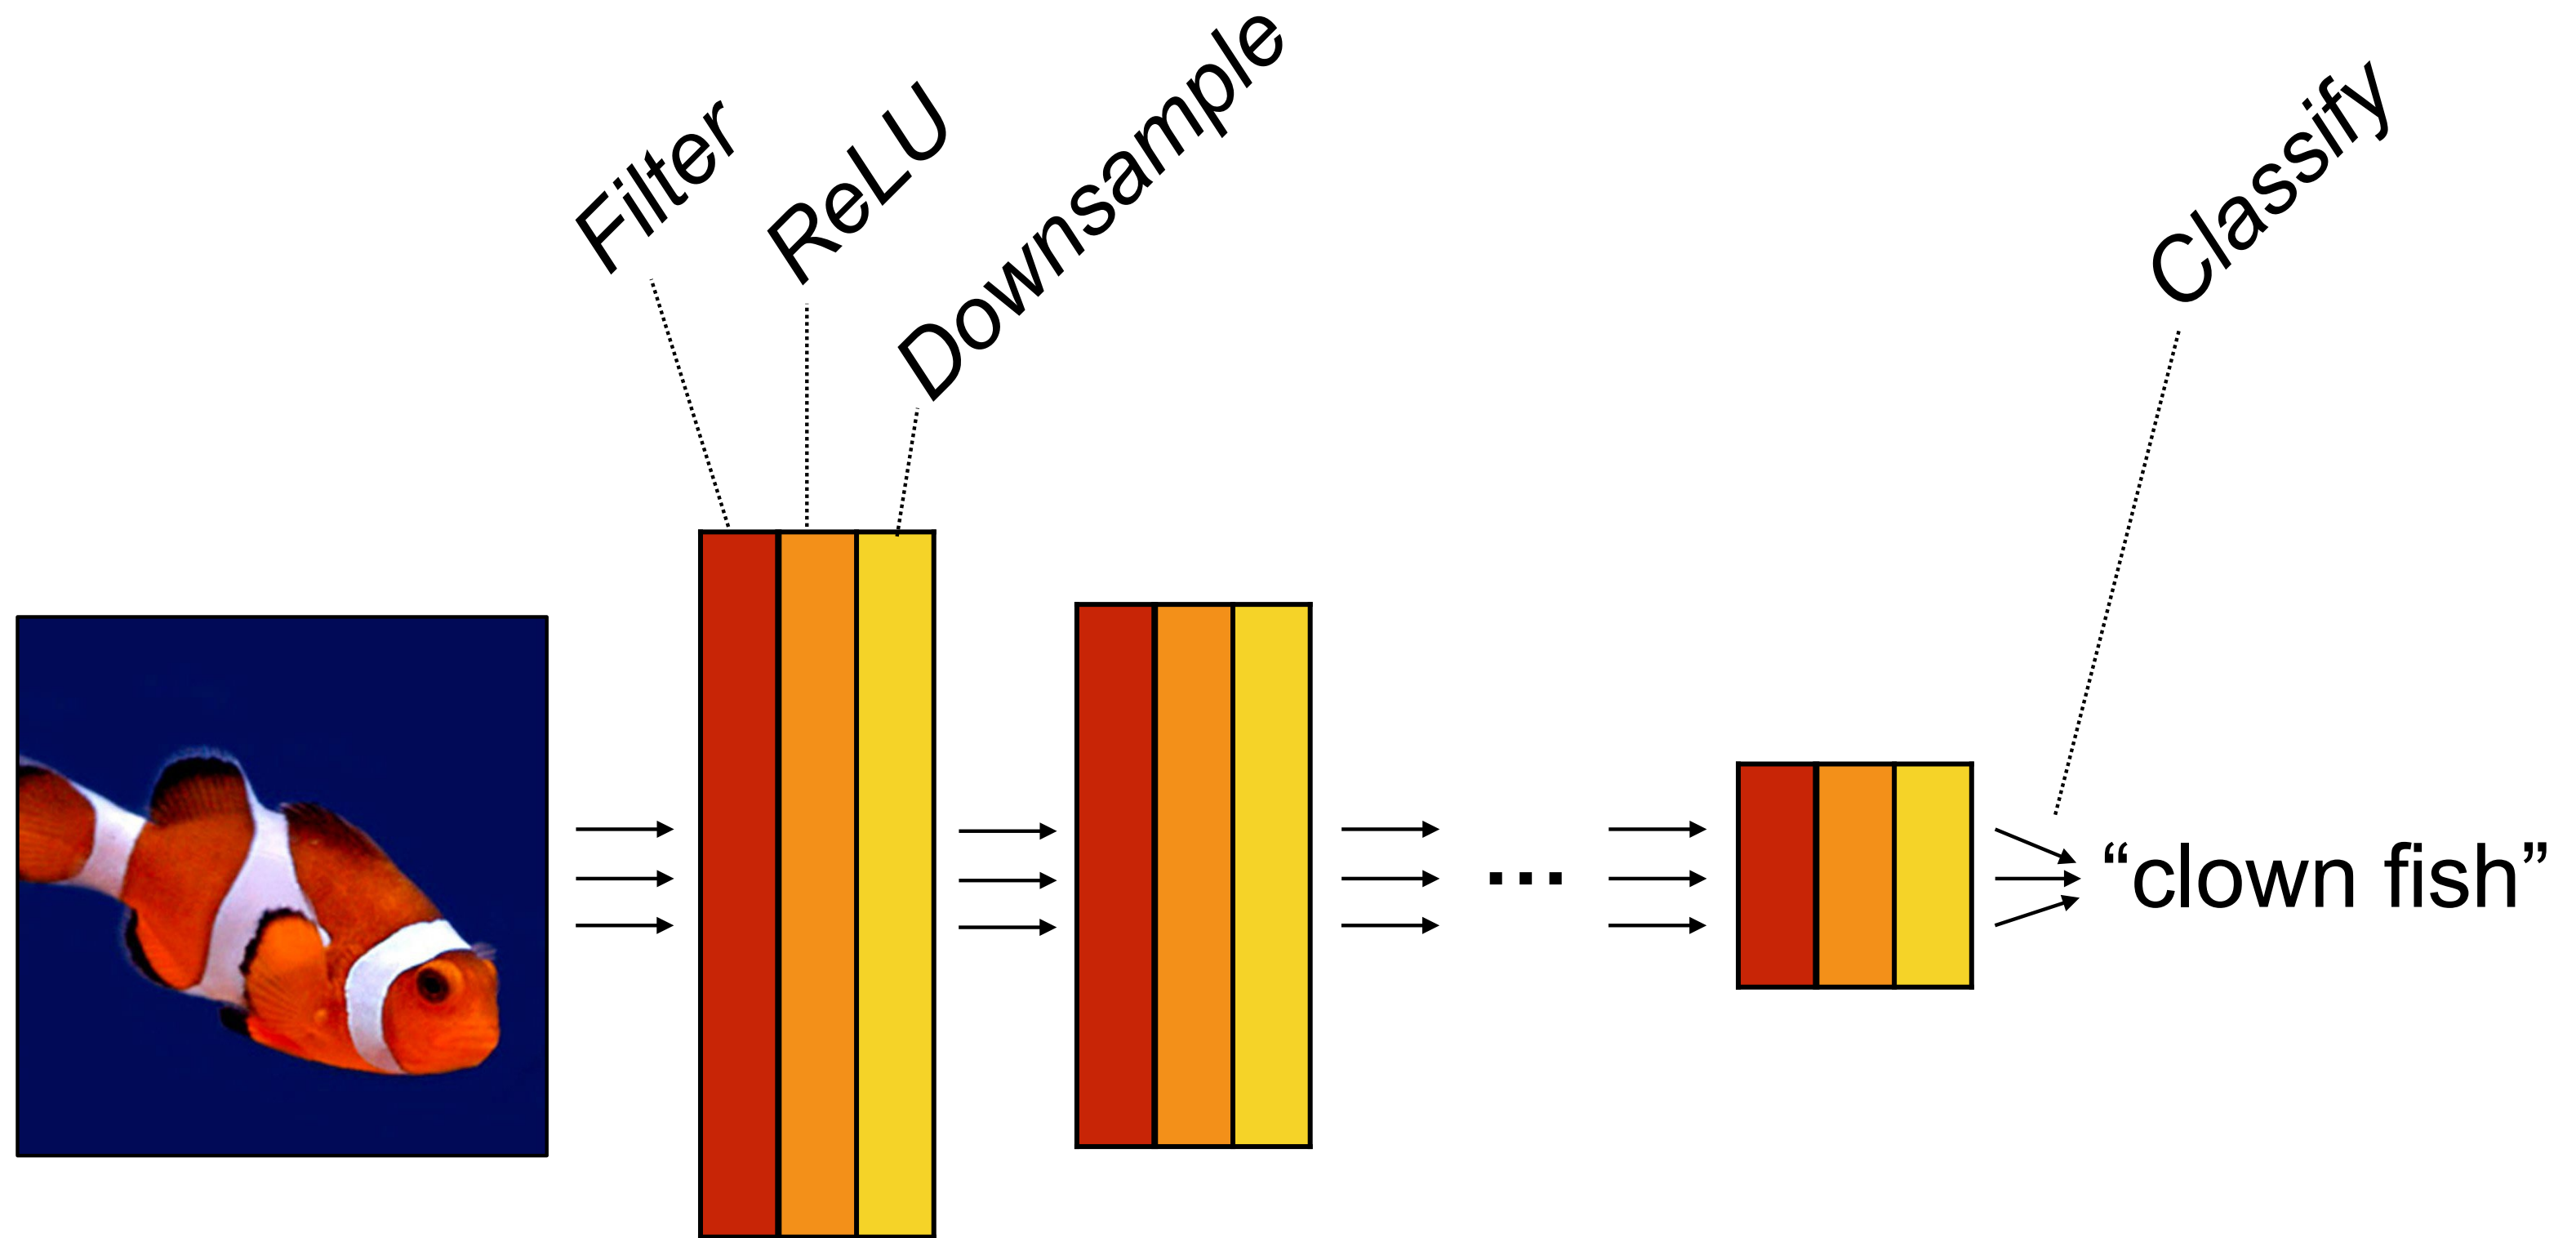 Filter
ReLU
Downsample
Classify
...
“clown fish”